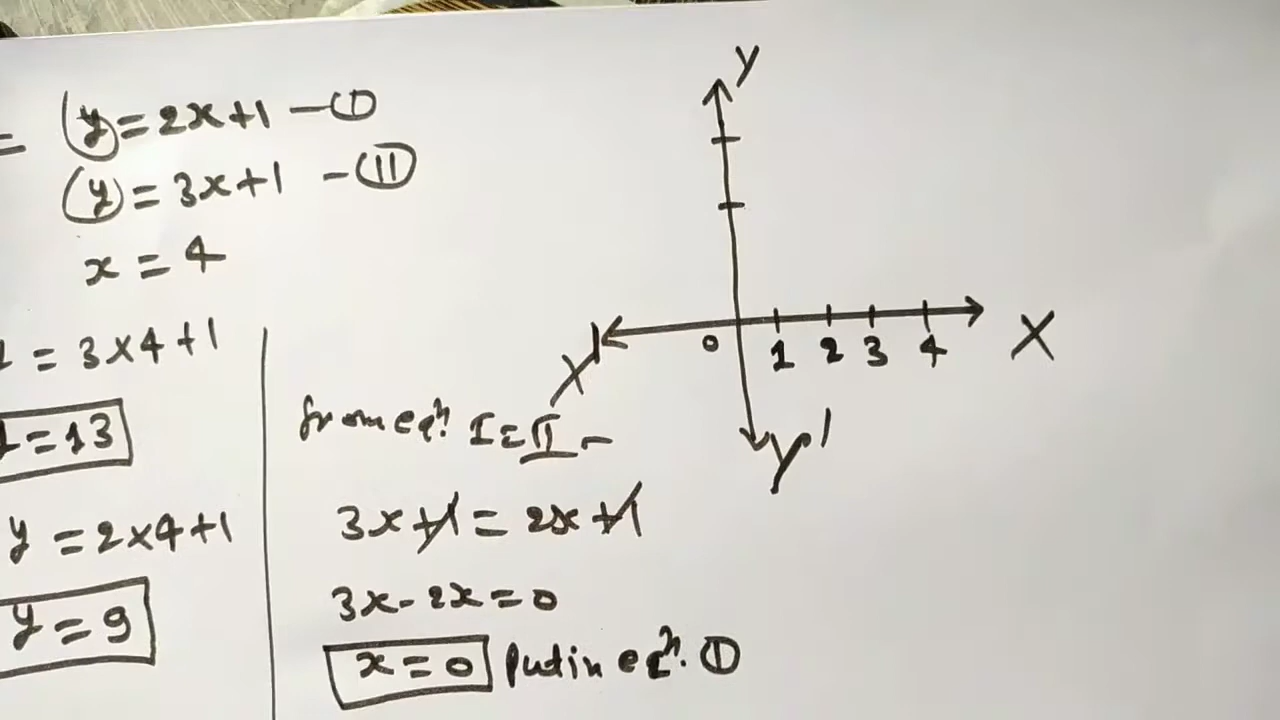 = (y) = 2x+1 — (I)
(y) = 3x+1 — (II)
x = 4
= 3x4+1
=13
y = 2x4+1
y = 9
from eqn. I=II
3x+1 = 2x+1
3x-2x=0
x=0 put in eqn. (I)
Y
X'
0 1 2 3 4
X
Y'